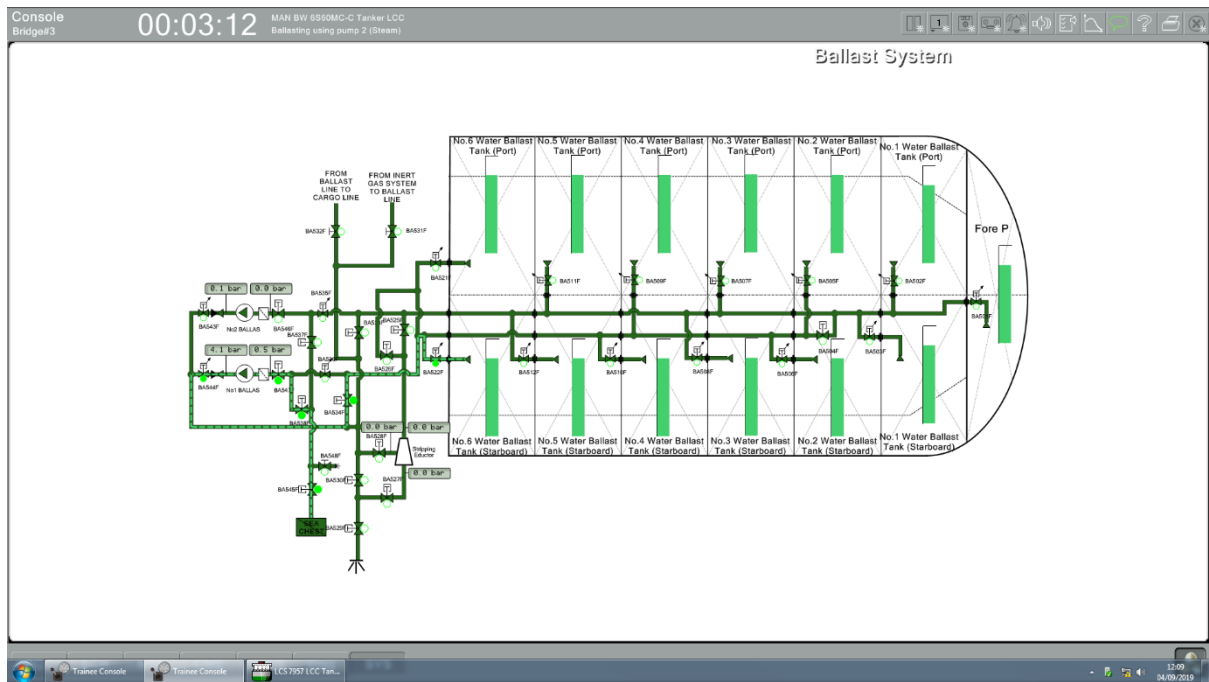 Console
Bridge#3
00:03:12
MAN BW 6S60MC-C Tanker LCC
Ballasting using pump 2 (Steam)
1
?
Ballast System
No.6 Water Ballast
Tank (Port)
No.5 Water Ballast
Tank (Port)
No.4 Water Ballast
Tank (Port)
No.3 Water Ballast
Tank (Port)
No.2 Water Ballast
Tank (Port)
No.1 Water Ballast
Tank (Port)
FROM
BALLAST
LINE TO
CARGO LINE
FROM INERT
GAS SYSTEM
TO BALLAST
LINE
BA532F
BA531F
Fore P
BA521F
BA511F
BA509F
BA507F
BA505F
BA502F
0.1 bar
0.0 bar
BA535F
BA543F
No2 BALLAS
BA546F
BA537F
BA525F
4.1 bar
0.5 bar
BA544F
No1 BALLAS
BA547
BA526F
BA522F
BA512F
BA510F
BA508F
BA506F
BA504F
BA503F
BA534F
BA538F
0.0 bar
0.0 bar
BA528F
Stripping
Eductor
BA548F
0.0 bar
BA530F
BA527F
BA545F
SEA
CHEST
BA529F
No.6 Water Ballast
Tank (Starboard)
No.5 Water Ballast
Tank (Starboard)
No.4 Water Ballast
Tank (Starboard)
No.3 Water Ballast
Tank (Starboard)
No.2 Water Ballast
Tank (Starboard)
No.1 Water Ballast
Tank (Starboard)
Trainee Console
Trainee Console
LCS 7957 LCC Tan...
12:09
04/09/2019